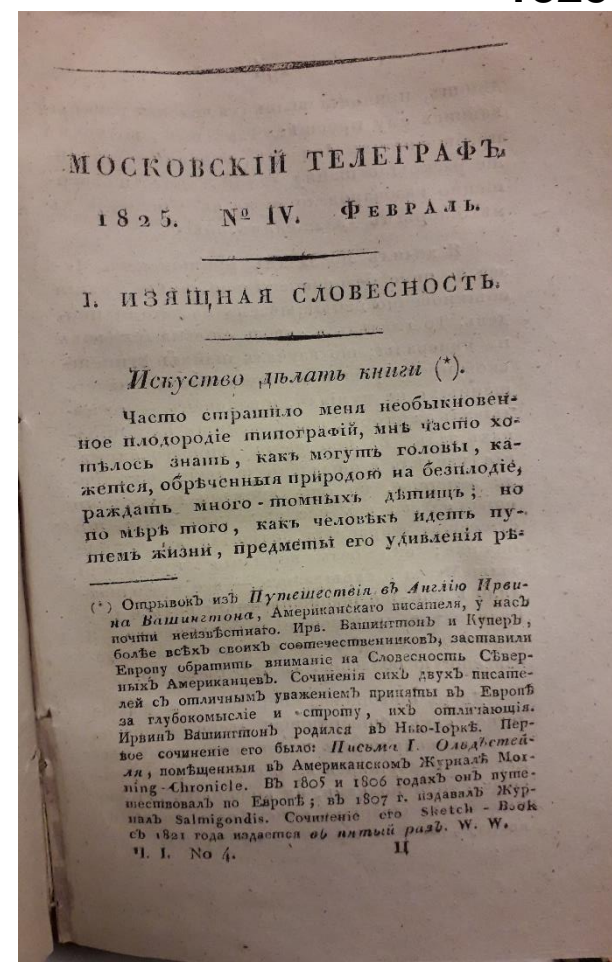 МОСКОВСКІЙ ТЕЛЕГРАФЪ.
1825. № IV. ФЕВРАЛЬ.
I. ИЗЯЩНАЯ СЛОВЕСНОСТЬ.
Искуство дѣлать книги (*).
Часто страшило меня необыкновен-
ное плодородіе типографій, мнѣ часто хо-
тѣлось знать, какъ могутъ головы, ка-
жется, обрѣченныя природою на безплодіе,
раждать много-томныхъ дѣтищъ; но
по мѣрѣ того, какъ человѣкъ идетъ пу-
темъ жизни, предметы его удивленія рѣ-
(*) Отрывокъ изъ Путешествія въ Англію Ирви-
на Вашингтона, Американскаго писателя, у насъ
почти неизвѣстнаго. Ирв. Вашингтонъ и Куперъ,
болѣе всѣхъ своихъ соотечественниковъ, заставили
Европу обратить вниманіе на Словесность Сѣвер-
ныхъ Американцевъ. Сочиненія сихъ двухъ писате-
лей съ отличнымъ уваженіемъ приняты въ Европѣ
за глубокомысліе и остроту, ихъ отличающія.
Ирвинъ Вашингтонъ родился въ Нью-Іоркѣ. Пер-
вое сочиненіе его было: Письма І. Ольдѣстей-
ля, помѣщенныя въ Американскомъ Журналѣ Mor-
ning-Chronicle. Въ 1805 и 1806 годахъ онъ путе-
шествовалъ по Европѣ; въ 1807 г. издавалъ Жур-
налъ Salmigondis. Сочиненіе его Sketch-Book
съ 1821 года издается въ пятый разъ. W. W.
Ч. I. No 4. Ц